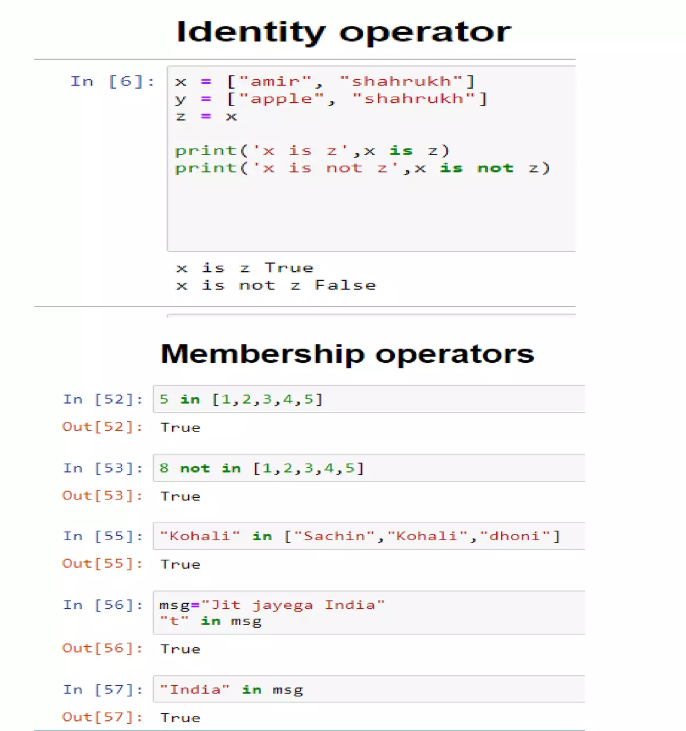 Identity operator
In [6]: x = ["amir", "shahrukh"]
y = ["apple", "shahrukh"]
z = x
print('x is z',x is z)
print('x is not z',x is not z)
x is z True
x is not z False
Membership operators
In [52]: 5 in [1,2,3,4,5]
Out[52]: True
In [53]: 8 not in [1,2,3,4,5]
Out[53]: True
In [55]: "Kohali" in ["Sachin","Kohali","dhoni"]
Out[55]: True
In [56]: msg="Jit jayega India"
"t" in msg
Out[56]: True
In [57]: "India" in msg
Out[57]: True